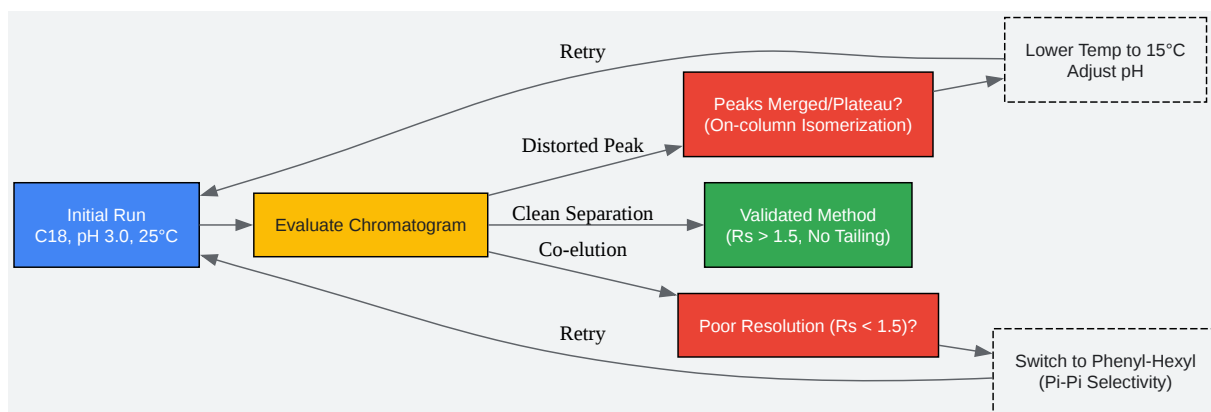 Initial Run
C18, pH 3.0, 25°C
Evaluate Chromatogram
Distorted Peak
Clean Separation
Co-elution
Peaks Merged/Plateau?
(On-column Isomerization)
Validated Method
(Rs > 1.5, No Tailing)
Poor Resolution (Rs < 1.5)?
Lower Temp to 15°C
Adjust pH
Retry
Switch to Phenyl-Hexyl
(Pi-Pi Selectivity)
Retry